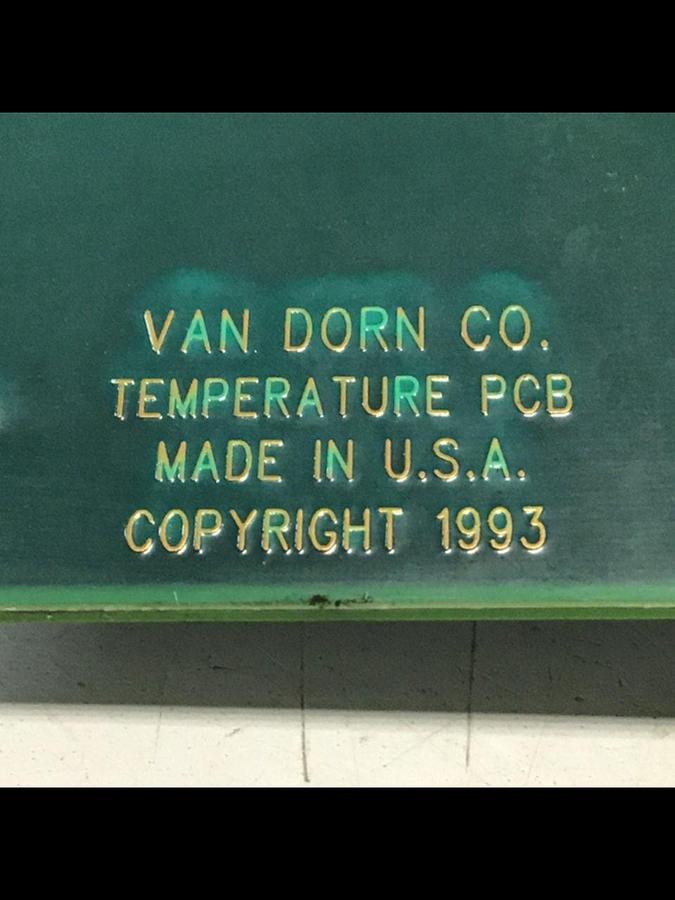 VAN DORN CO.
TEMPERATURE PCB
MADE IN U.S.A.
COPYRIGHT 1993